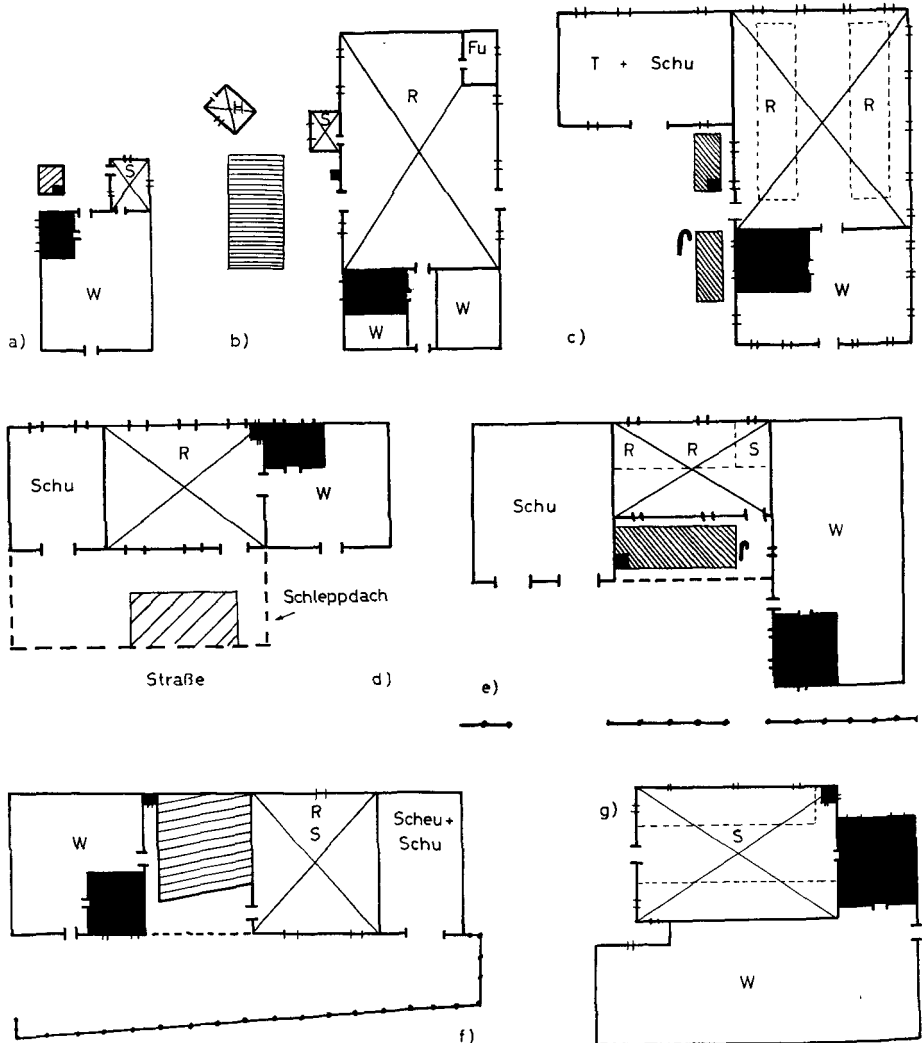 Fu
T + Schu
R
R
R
H
S
S
W
W
W
W
a)
b)
c)
R
Schu
W
R
R
S
Schu
W
Schleppdach
Straße
d)
e)
R
S
Scheu+
Schu
W
g)
S
W
f)